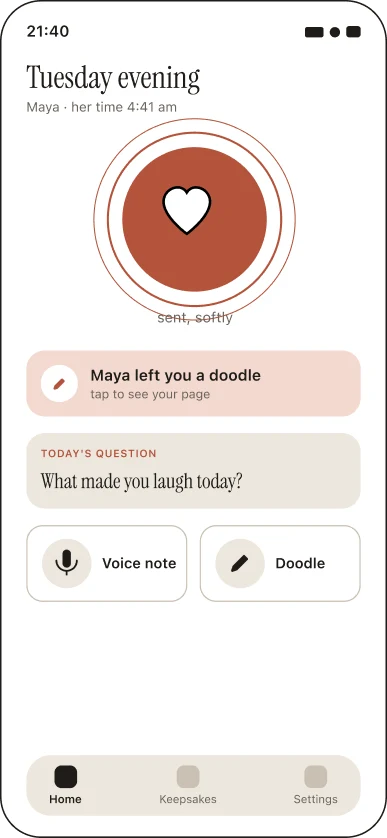 21:40
Tuesday evening
Maya · her time 4:41 am
sent, softly
Maya left you a doodle
tap to see your page
TODAY'S QUESTION
What made you laugh today?
Voice note
Doodle
Home
Keepsakes
Settings